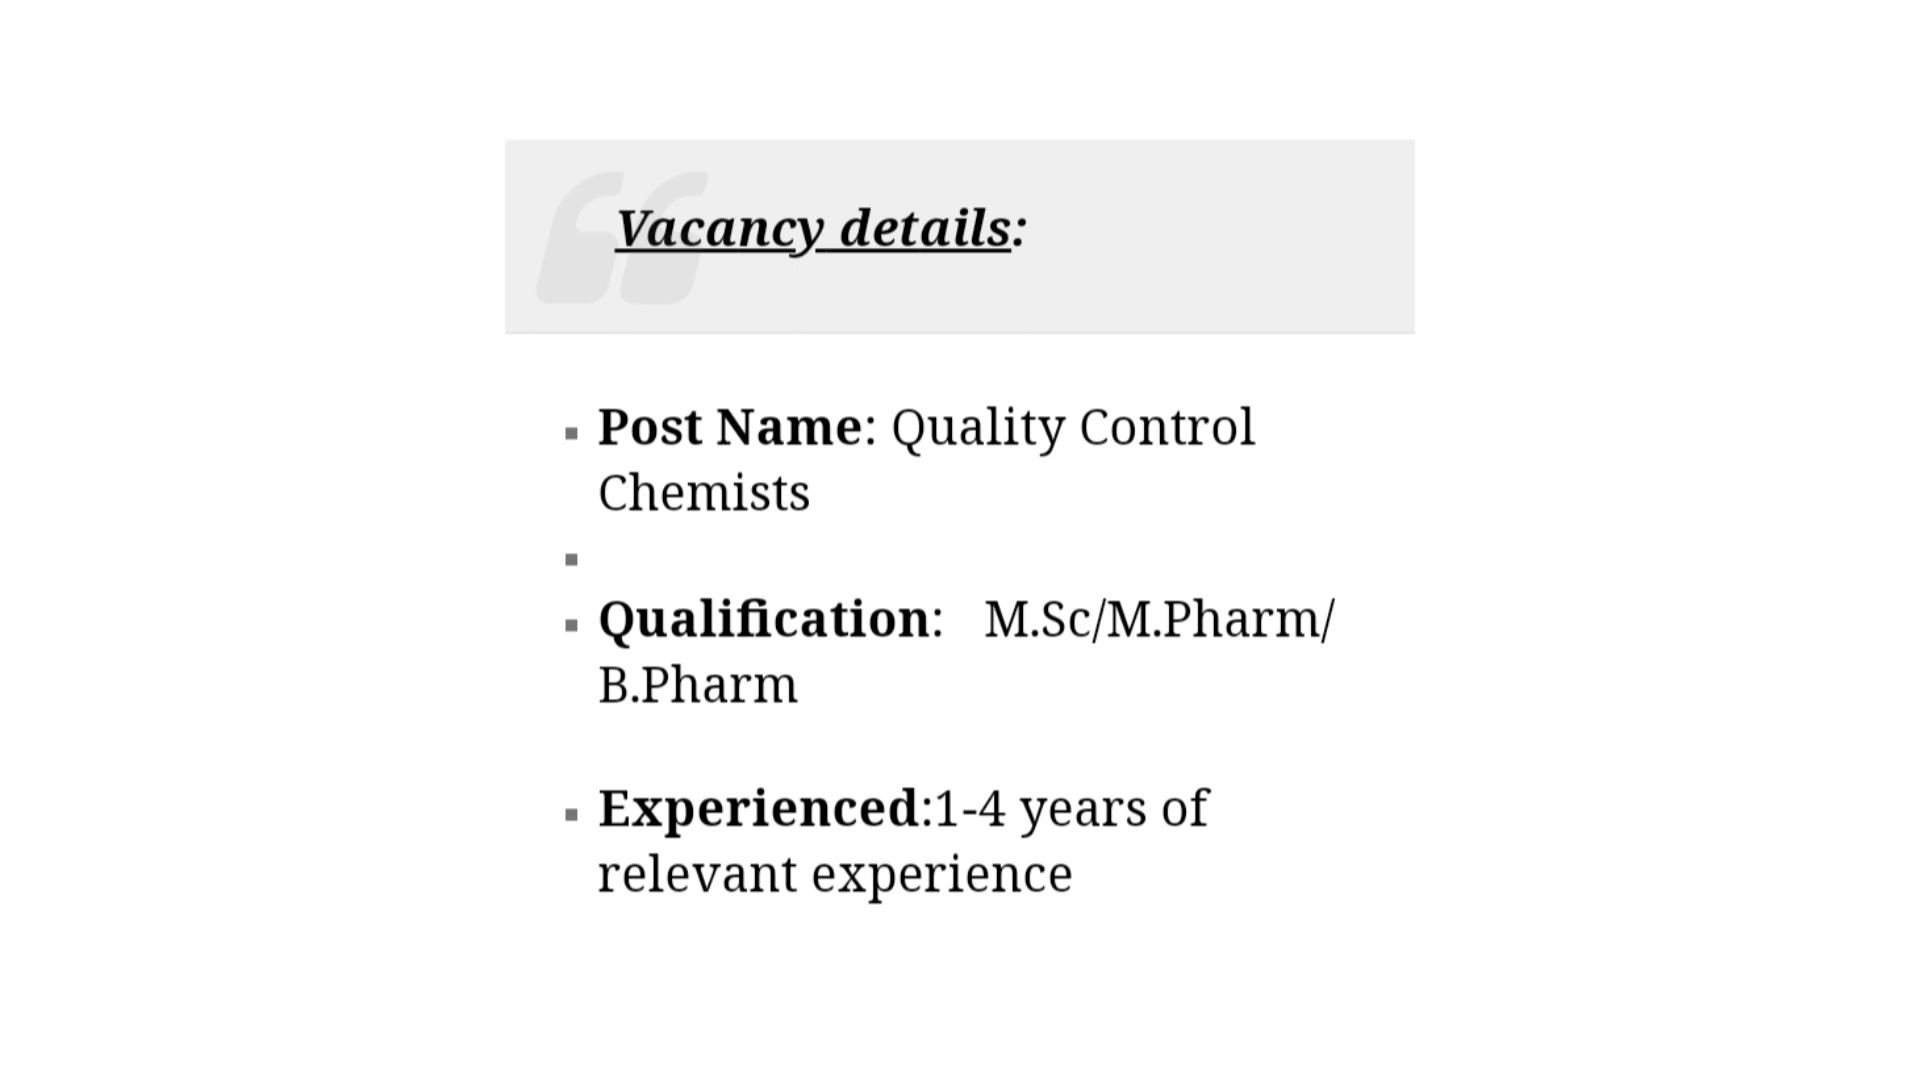 Vacancy details:
Post Name: Quality Control
Chemists
Qualification:   M.Sc/M.Pharm/
B.Pharm
Experienced:1-4 years of
relevant experience